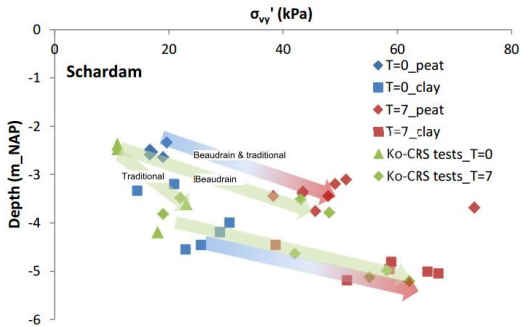 σvy' (kPa)
0 20 40 60 80
0
-1
-2
-3
-4
-5
-6
Depth (m_NAP)
Schardam
T=0_peat
T=0_clay
T=7_peat
T=7_clay
Ko-CRS tests_T=0
Ko-CRS tests_T=7
Beaudrain & traditional
Traditional
Beaudrain